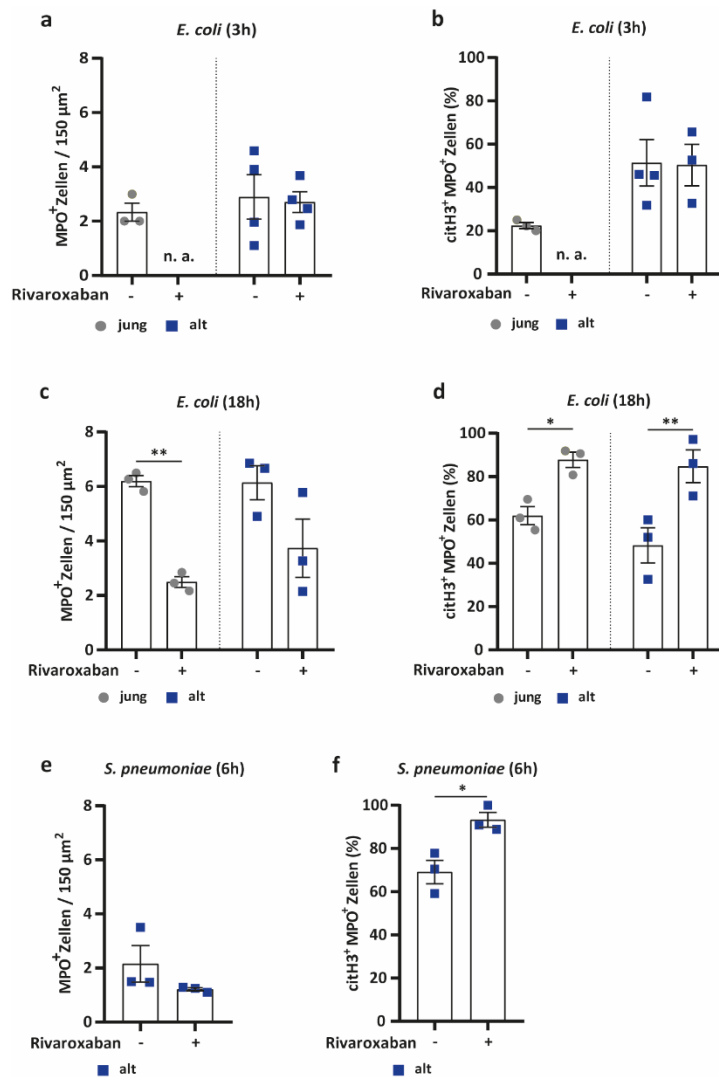 a
E. coli (3h)
MPO⁺ Zellen / 150 µm²
8
6
4
2
0
n. a.
Rivaroxaban - + - +
jung alt
b
E. coli (3h)
citH3⁺ MPO⁺ Zellen (%)
100
80
60
40
20
0
n. a.
Rivaroxaban - + - +
jung alt
c
E. coli (18h)
MPO⁺ Zellen / 150 µm²
8
6
4
2
0
**
Rivaroxaban - + - +
jung alt
d
E. coli (18h)
citH3⁺ MPO⁺ Zellen (%)
100
80
60
40
20
0
*
**
Rivaroxaban - + - +
jung alt
e
S. pneumoniae (6h)
MPO⁺ Zellen / 150 µm²
8
6
4
2
0
Rivaroxaban - +
alt
f
S. pneumoniae (6h)
citH3⁺ MPO⁺ Zellen (%)
100
80
60
40
20
0
*
Rivaroxaban - +
alt